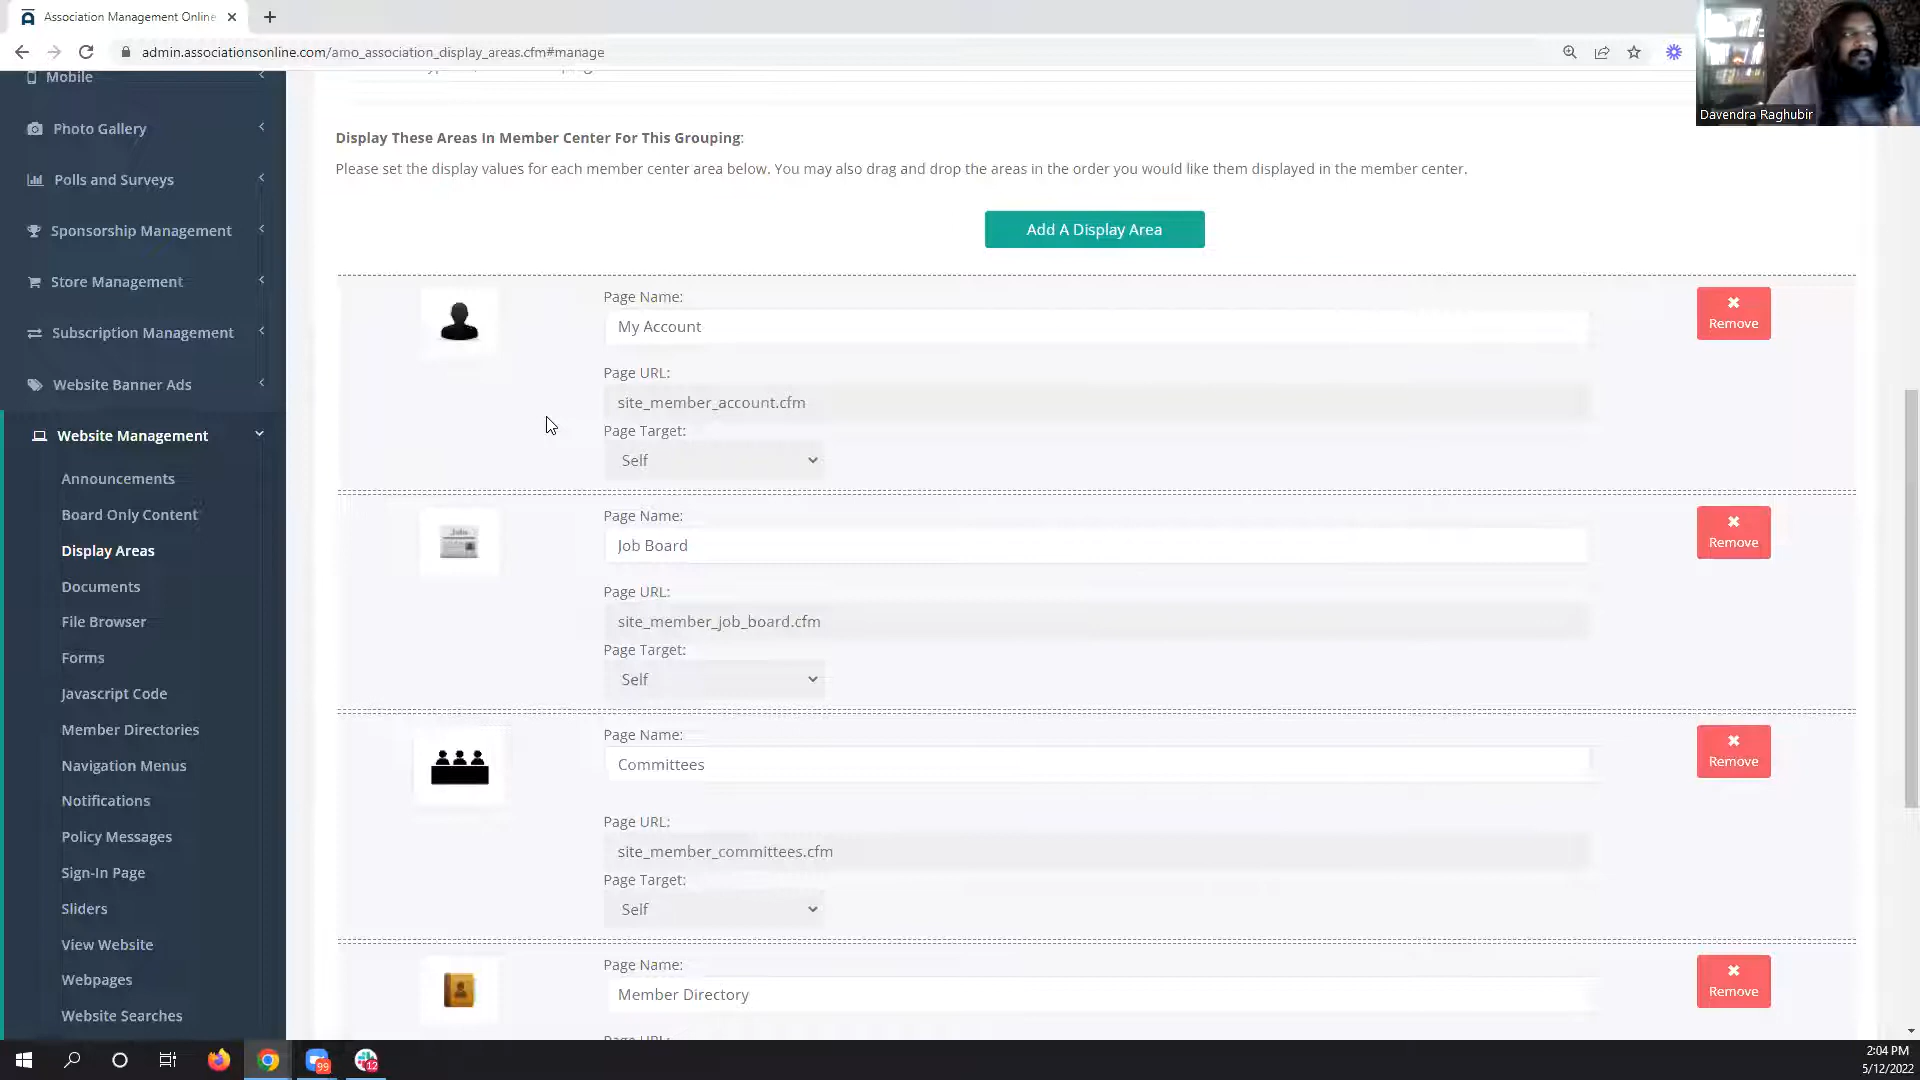 Association Management Online
admin.associationsonline.com/amo_association_display_areas.cfm#manage
Davendra Raghubir
Mobile
Photo Gallery
Polls and Surveys
Sponsorship Management
Store Management
Subscription Management
Website Banner Ads
Website Management
Announcements
Board Only Content
Display Areas
Documents
File Browser
Forms
Javascript Code
Member Directories
Navigation Menus
Notifications
Policy Messages
Sign-In Page
Sliders
View Website
Webpages
Website Searches
Display These Areas In Member Center For This Grouping:
Please set the display values for each member center area below. You may also drag and drop the areas in the order you would like them displayed in the member center.
Add A Display Area
Page Name:
My Account
Remove
Page URL:
site_member_account.cfm
Page Target:
Self
Jobs
Page Name:
Job Board
Remove
Page URL:
site_member_job_board.cfm
Page Target:
Self
Page Name:
Committees
Remove
Page URL:
site_member_committees.cfm
Page Target:
Self
Page Name:
Member Directory
Remove
99
12
2:04 PM
5/12/2022